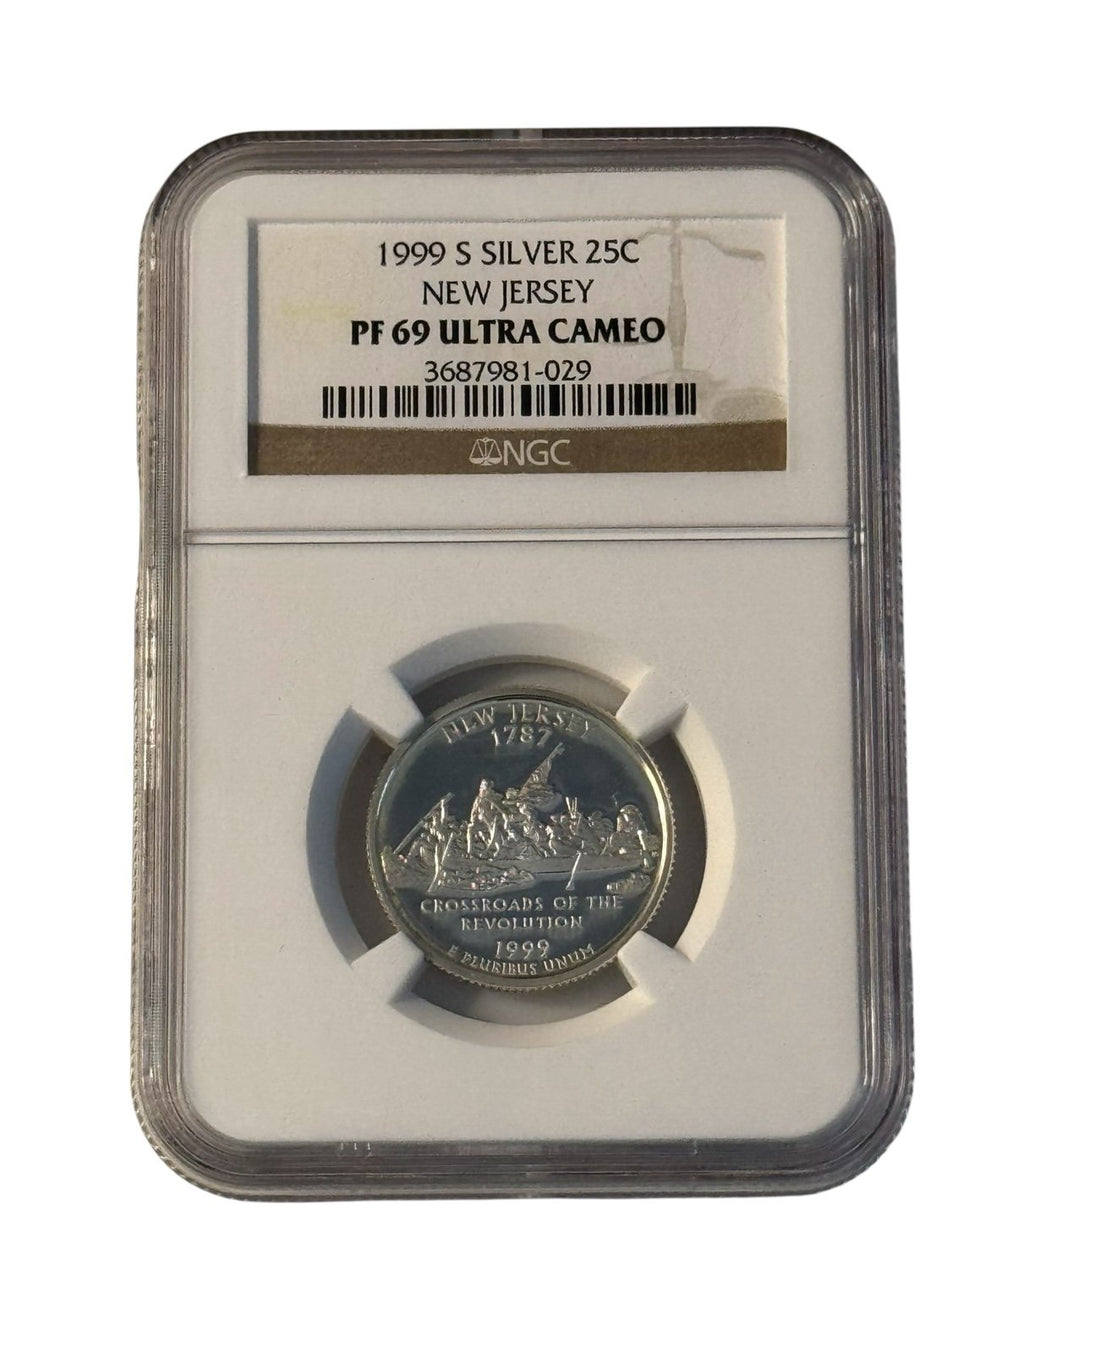 1999 S SILVER 25C
NEW JERSEY
PF 69 ULTRA CAMEO
3687981-029
NGC
NEW JERSEY
1787
CROSSROADS OF THE
REVOLUTION
1999
E PLURIBUS UNUM